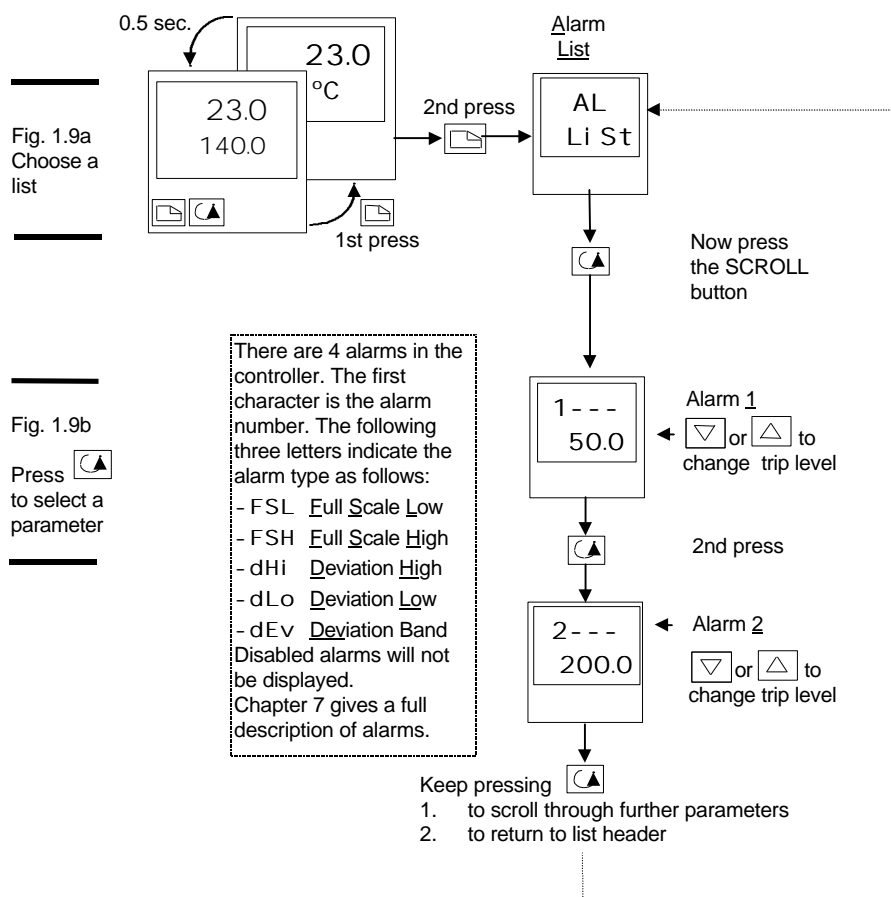 0.5 sec.
23.0
°C
23.0
140.0
1st press
2nd press
Alarm
List
AL
LiSt
Fig. 1.9a
Choose a
list
Now press
the SCROLL
button
There are 4 alarms in the
controller. The first
character is the alarm
number. The following
three letters indicate the
alarm type as follows:
- FSL Full Scale Low
- FSH Full Scale High
- dHi Deviation High
- dLo Deviation Low
- dEv Deviation Band
Disabled alarms will not
be displayed.
Chapter 7 gives a full
description of alarms.
Fig. 1.9b
Press
to select a
parameter
1---
50.0
Alarm 1
or to
change trip level
2nd press
2---
200.0
Alarm 2
or to
change trip level
Keep pressing
1. to scroll through further parameters
2. to return to list header